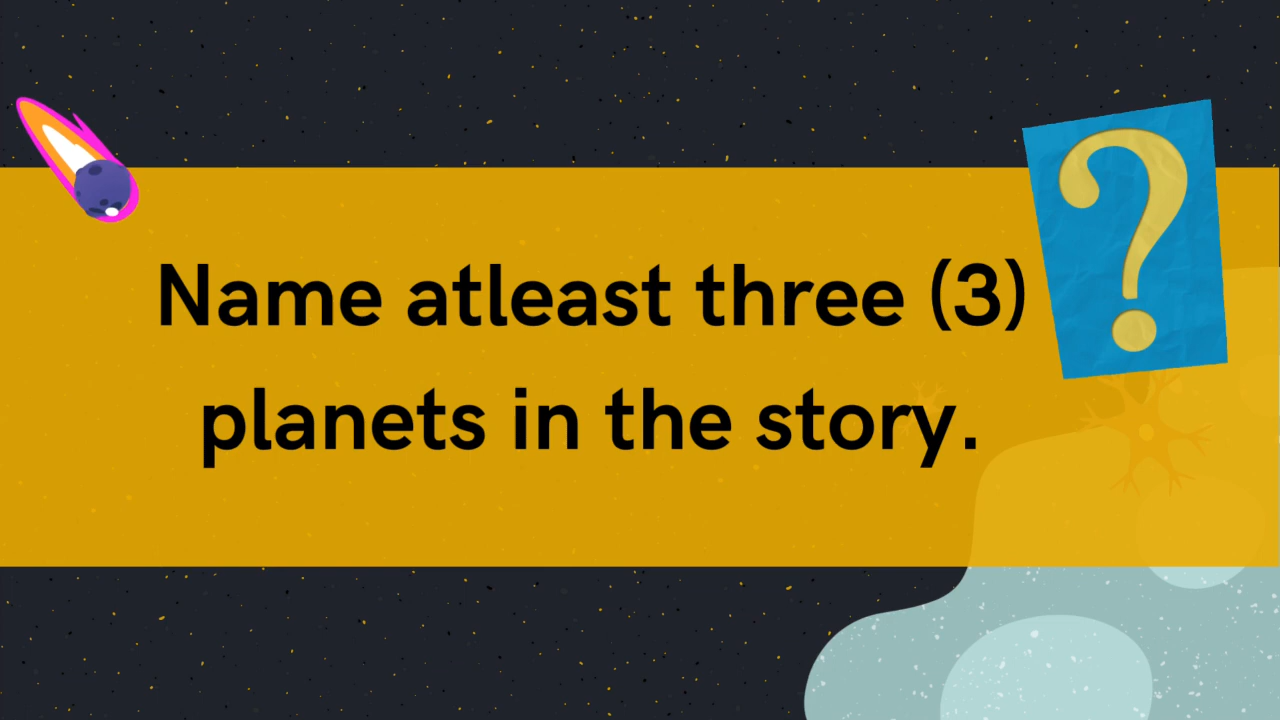 Name atleast three (3)
planets in the story.
?